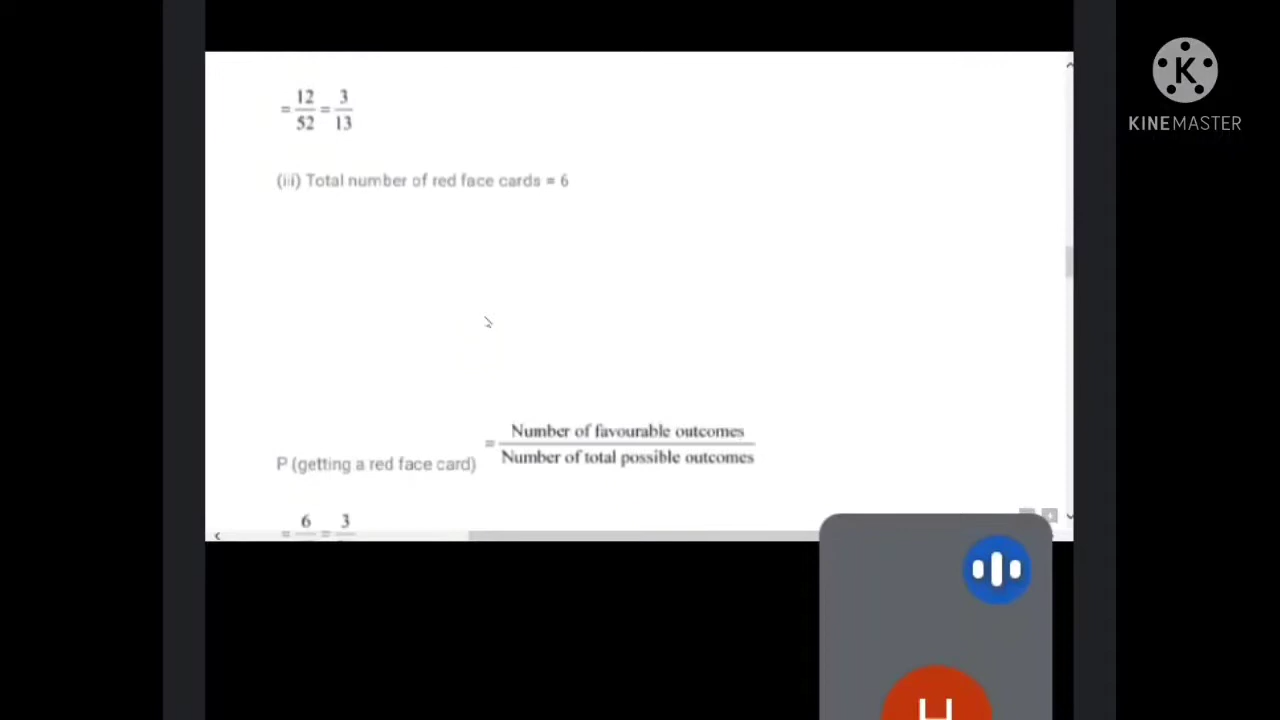 = 12/52 = 3/13
(iii) Total number of red face cards = 6
P (getting a red face card) = Number of favourable outcomes / Number of total possible outcomes
6 = 3
K
KINEMASTER
H